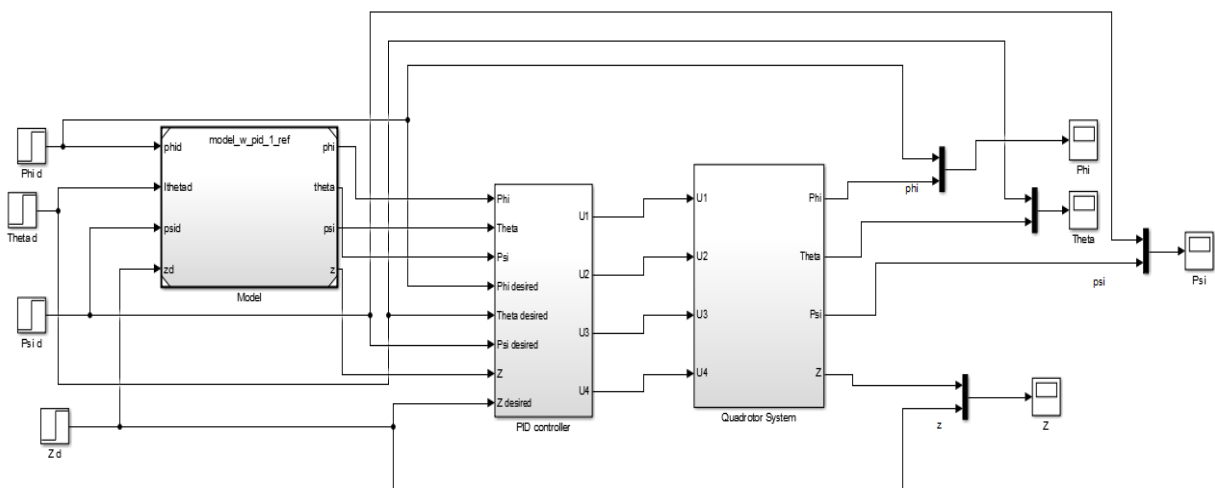 Phi d
Theta d
Psi d
Z d
model_w_pid_1_ref
phid
lthetad
psid
zd
phi
theta
psi
z
Model
Phi
Theta
Psi
Phi desired
Theta desired
Psi desired
Z
Z desired
U1
U2
U3
U4
PID controller
U1
U2
U3
U4
Phi
Theta
Psi
Z
Quadrotor System
phi
Phi
Theta
psi
Psi
z
Z